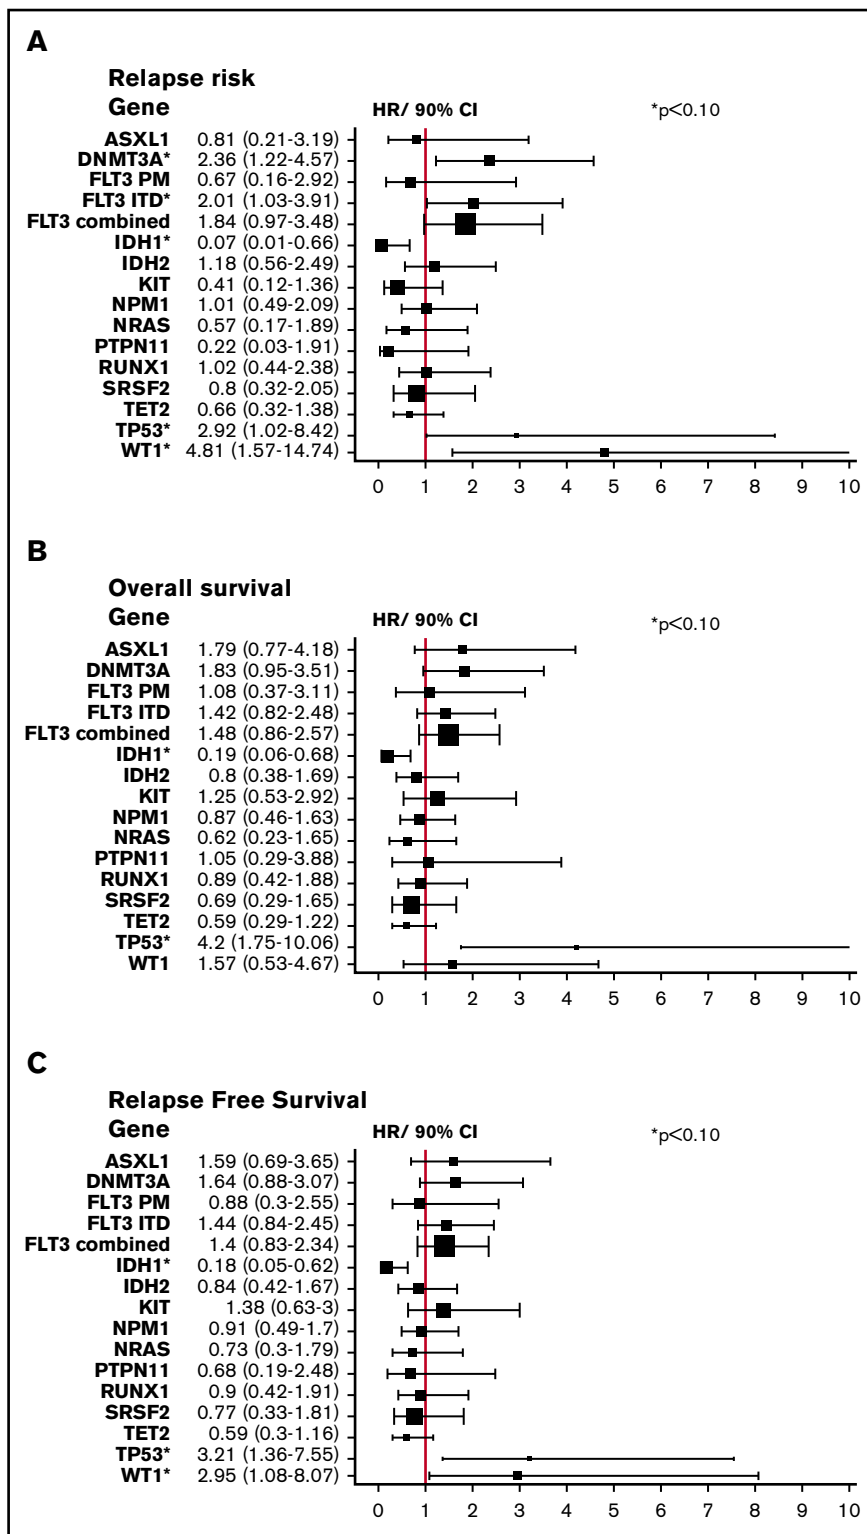 A
Relapse risk
Gene HR/ 90% CI *p<0.10
ASXL1 0.81 (0.21-3.19)
DNMT3A* 2.36 (1.22-4.57)
FLT3 PM 0.67 (0.16-2.92)
FLT3 ITD* 2.01 (1.03-3.91)
FLT3 combined 1.84 (0.97-3.48)
IDH1* 0.07 (0.01-0.66)
IDH2 1.18 (0.56-2.49)
KIT 0.41 (0.12-1.36)
NPM1 1.01 (0.49-2.09)
NRAS 0.57 (0.17-1.89)
PTPN11 0.22 (0.03-1.91)
RUNX1 1.02 (0.44-2.38)
SRSF2 0.8 (0.32-2.05)
TET2 0.66 (0.32-1.38)
TP53* 2.92 (1.02-8.42)
WT1* 4.81 (1.57-14.74)
0 1 2 3 4 5 6 7 8 9 10
B
Overall survival
Gene HR/ 90% CI *p<0.10
ASXL1 1.79 (0.77-4.18)
DNMT3A 1.83 (0.95-3.51)
FLT3 PM 1.08 (0.37-3.11)
FLT3 ITD 1.42 (0.82-2.48)
FLT3 combined 1.48 (0.86-2.57)
IDH1* 0.19 (0.06-0.68)
IDH2 0.8 (0.38-1.69)
KIT 1.25 (0.53-2.92)
NPM1 0.87 (0.46-1.63)
NRAS 0.62 (0.23-1.65)
PTPN11 1.05 (0.29-3.88)
RUNX1 0.89 (0.42-1.88)
SRSF2 0.69 (0.29-1.65)
TET2 0.59 (0.29-1.22)
TP53* 4.2 (1.75-10.06)
WT1 1.57 (0.53-4.67)
0 1 2 3 4 5 6 7 8 9 10
C
Relapse Free Survival
Gene HR/ 90% CI *p<0.10
ASXL1 1.59 (0.69-3.65)
DNMT3A 1.64 (0.88-3.07)
FLT3 PM 0.88 (0.3-2.55)
FLT3 ITD 1.44 (0.84-2.45)
FLT3 combined 1.4 (0.83-2.34)
IDH1* 0.18 (0.05-0.62)
IDH2 0.84 (0.42-1.67)
KIT 1.38 (0.63-3)
NPM1 0.91 (0.49-1.7)
NRAS 0.73 (0.3-1.79)
PTPN11 0.68 (0.19-2.48)
RUNX1 0.9 (0.42-1.91)
SRSF2 0.77 (0.33-1.81)
TET2 0.59 (0.3-1.16)
TP53* 3.21 (1.36-7.55)
WT1* 2.95 (1.08-8.07)
0 1 2 3 4 5 6 7 8 9 10